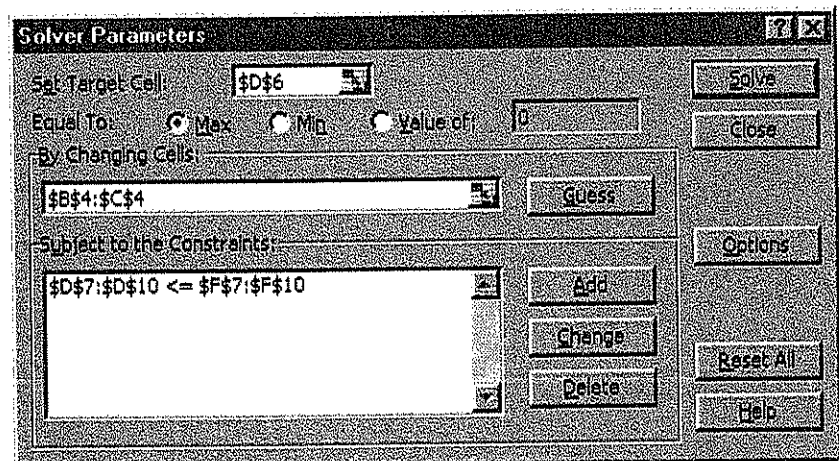 Solver Parameters ? X
Set Target Cell: $D$6 Solve
Equal To: Max Min Value of: 0 Close
By Changing Cells:
$B$4:$C$4 Guess
Subject to the Constraints: Options
$D$7:$D$10 <= $F$7:$F$10 Add
Change
Reset All
Delete
Help